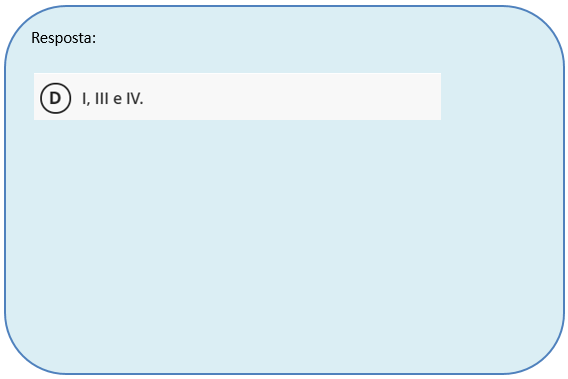 Resposta:
D I, III e IV.